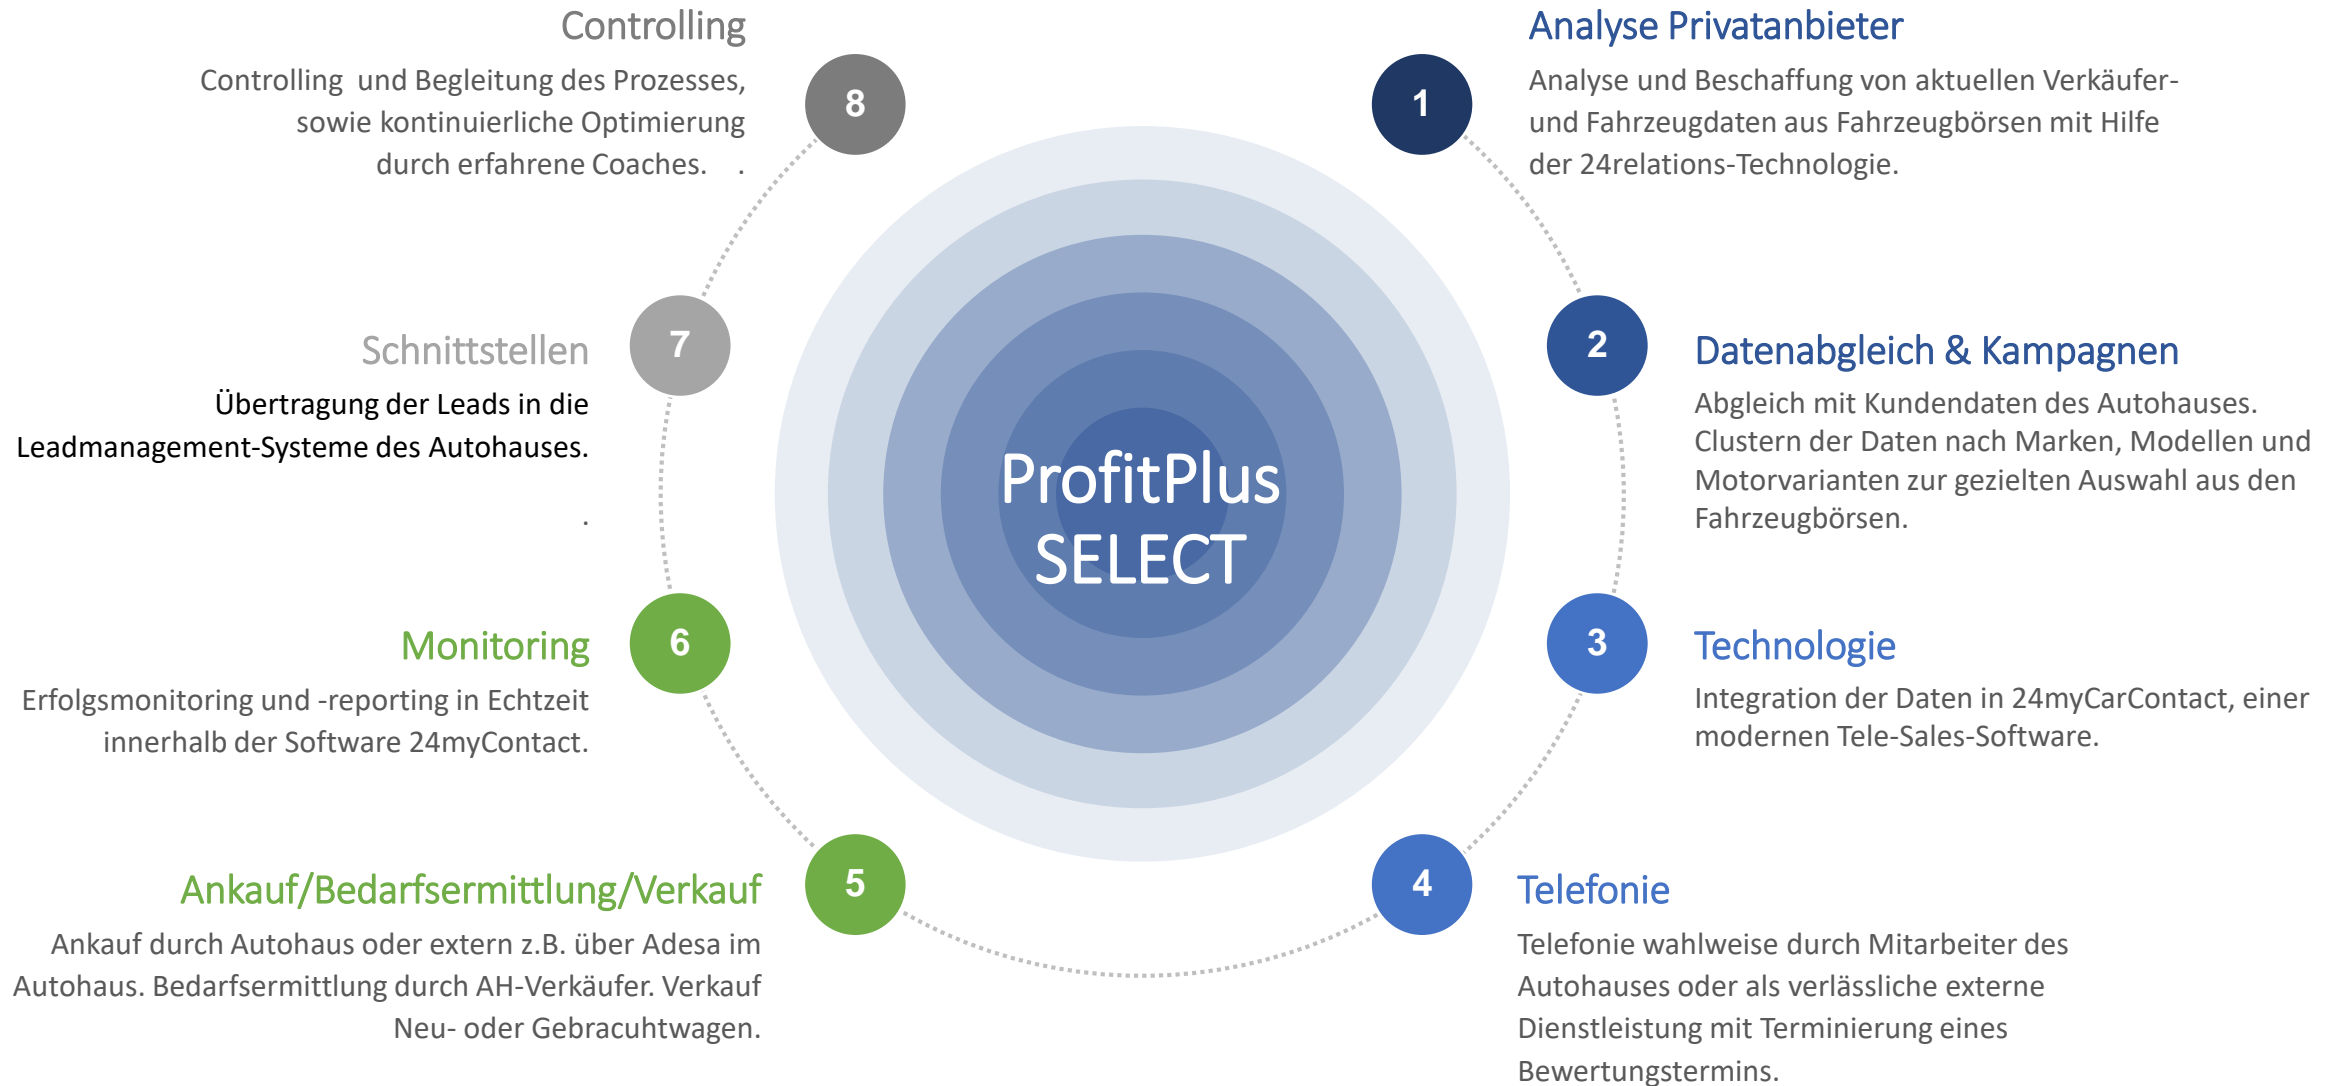 ProfitPlus
SELECT
1
Analyse Privatanbieter
Analyse und Beschaffung von aktuellen Verkäufer-
und Fahrzeugdaten aus Fahrzeugbörsen mit Hilfe
der 24relations-Technologie.
2
Datenabgleich & Kampagnen
Abgleich mit Kundendaten des Autohauses.
Clustern der Daten nach Marken, Modellen und
Motorvarianten zur gezielten Auswahl aus den
Fahrzeugbörsen.
3
Technologie
Integration der Daten in 24myCarContact, einer
modernen Tele-Sales-Software.
4
Telefonie
Telefonie wahlweise durch Mitarbeiter des
Autohauses oder als verlässliche externe
Dienstleistung mit Terminierung eines
Bewertungstermins.
5
Ankauf/Bedarfsermittlung/Verkauf
Ankauf durch Autohaus oder extern z.B. über Adesa im
Autohaus. Bedarfsermittlung durch AH-Verkäufer. Verkauf
Neu- oder Gebracuhtwagen.
6
Monitoring
Erfolgsmonitoring und -reporting in Echtzeit
innerhalb der Software 24myContact.
7
Schnittstellen
Übertragung der Leads in die
Leadmanagement-Systeme des Autohauses.
.
8
Controlling
Controlling  und Begleitung des Prozesses,
sowie kontinuierliche Optimierung
durch erfahrene Coaches.    .